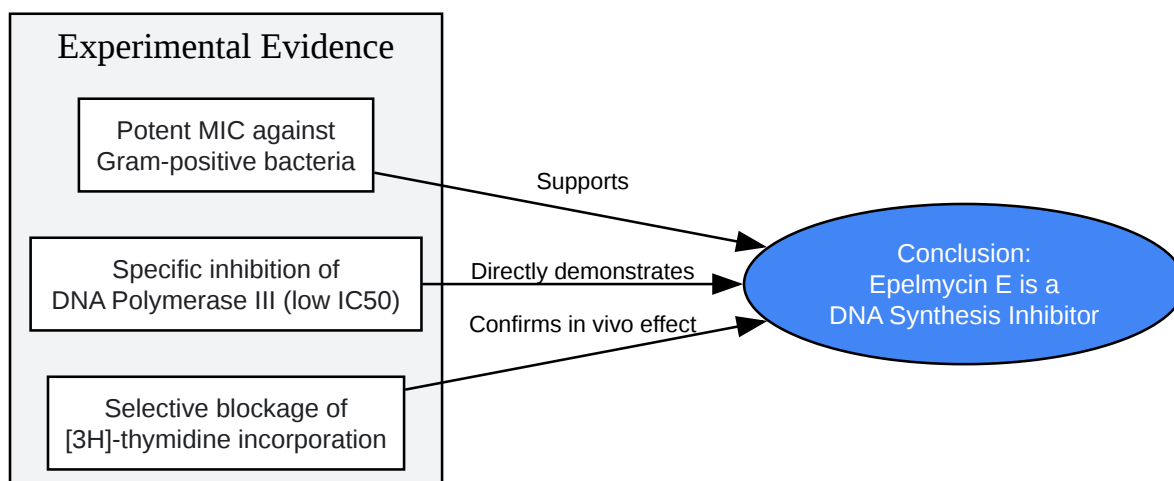 Experimental Evidence
Potent MIC against
Gram-positive bacteria
Supports
Specific inhibition of
DNA Polymerase III (low IC50)
Directly demonstrates
Conclusion:
Epelmycin E is a
DNA Synthesis Inhibitor
Confirms in vivo effect
Selective blockage of
[3H]-thymidine incorporation